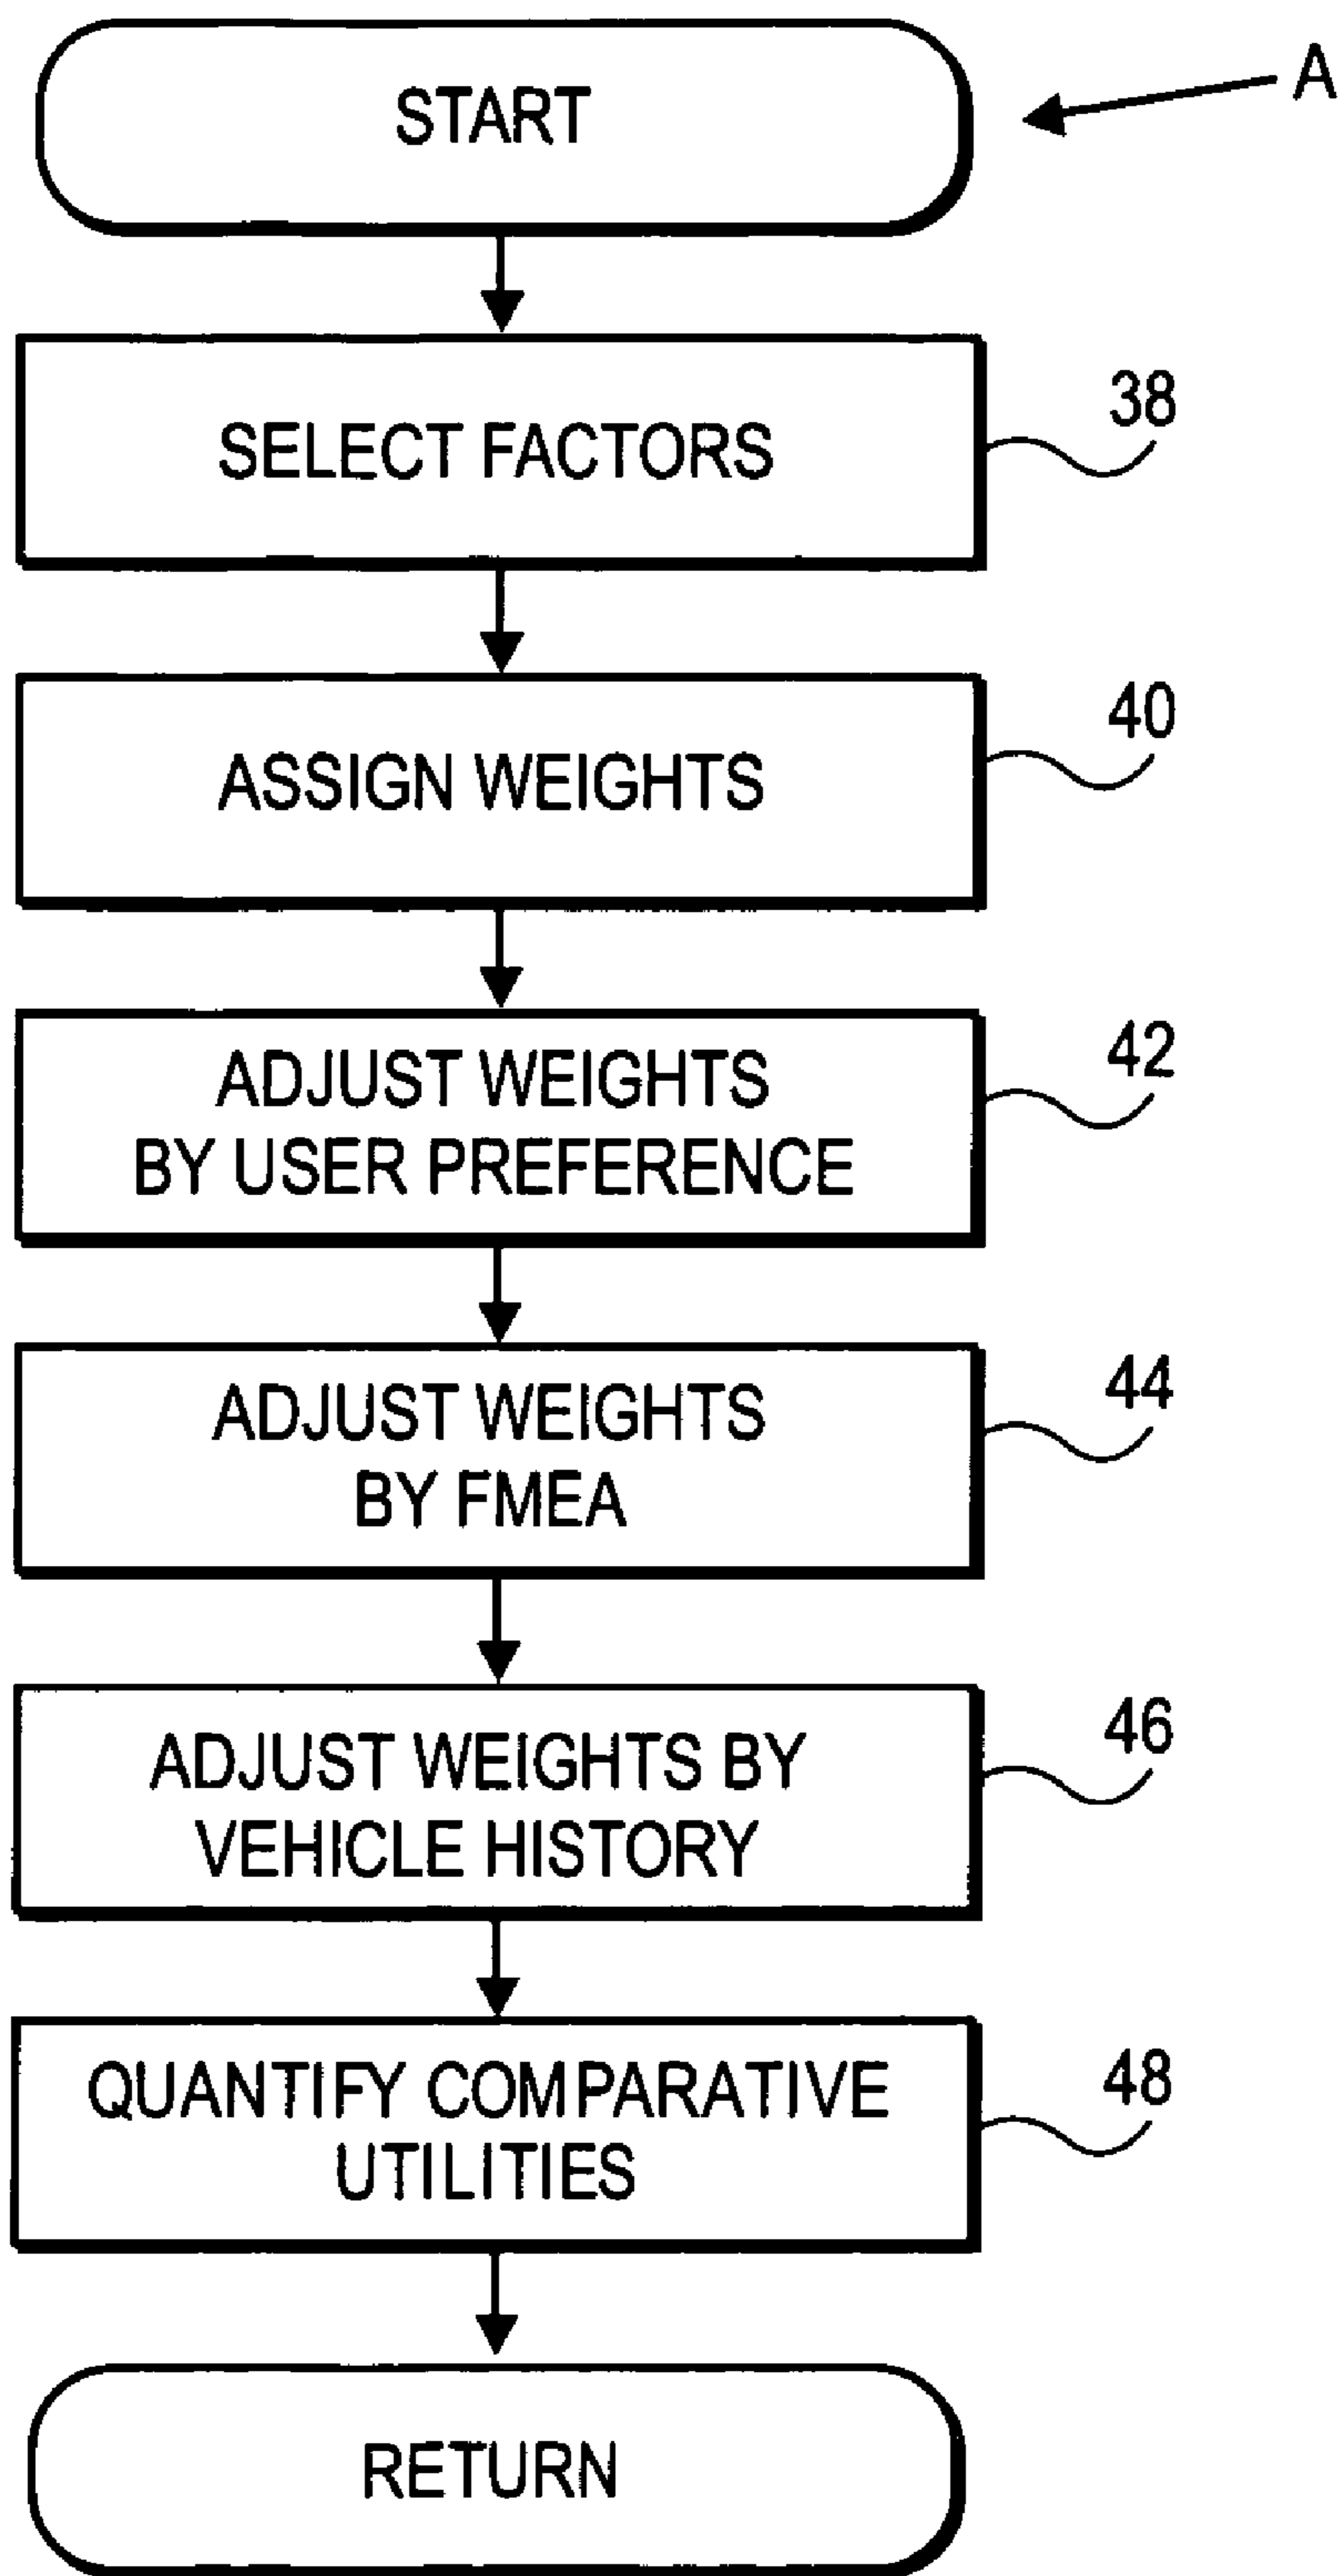 START
A
SELECT FACTORS
38
ASSIGN WEIGHTS
40
ADJUST WEIGHTS
BY USER PREFERENCE
42
ADJUST WEIGHTS
BY FMEA
44
ADJUST WEIGHTS BY
VEHICLE HISTORY
46
QUANTIFY COMPARATIVE
UTILITIES
48
RETURN